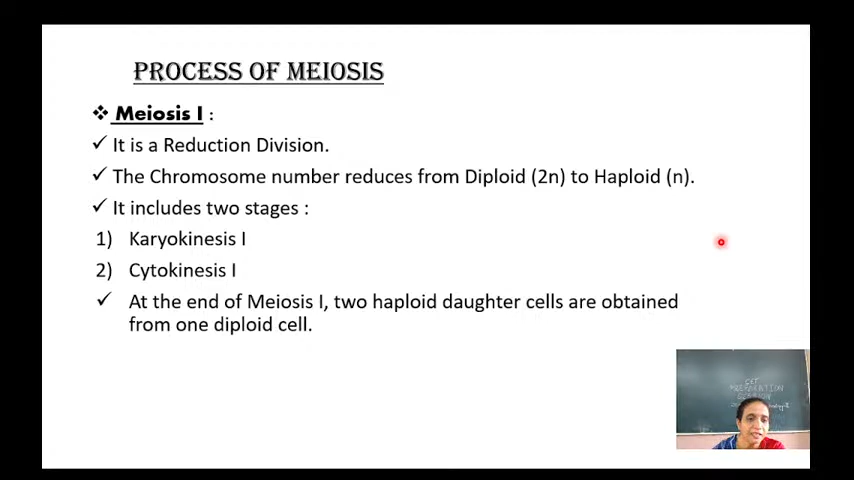 PROCESS OF MEIOSIS
❖ Meiosis I :
✓ It is a Reduction Division.
✓ The Chromosome number reduces from Diploid (2n) to Haploid (n).
✓ It includes two stages :
1) Karyokinesis I
2) Cytokinesis I
✓ At the end of Meiosis I, two haploid daughter cells are obtained
from one diploid cell.
CET